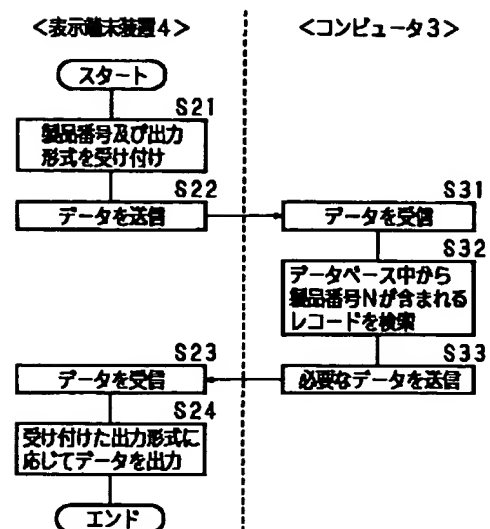 <表示端末装置4>
<コンピュータ3>
スタート
S21
製品番号及び出力
形式を受け付け
S22
データを送信
S31
データを受信
S32
データベース中から
製品番号Nが含まれる
レコードを検索
S33
必要なデータを送信
S23
データを受信
S24
受け付けた出力形式に
応じてデータを出力
エンド